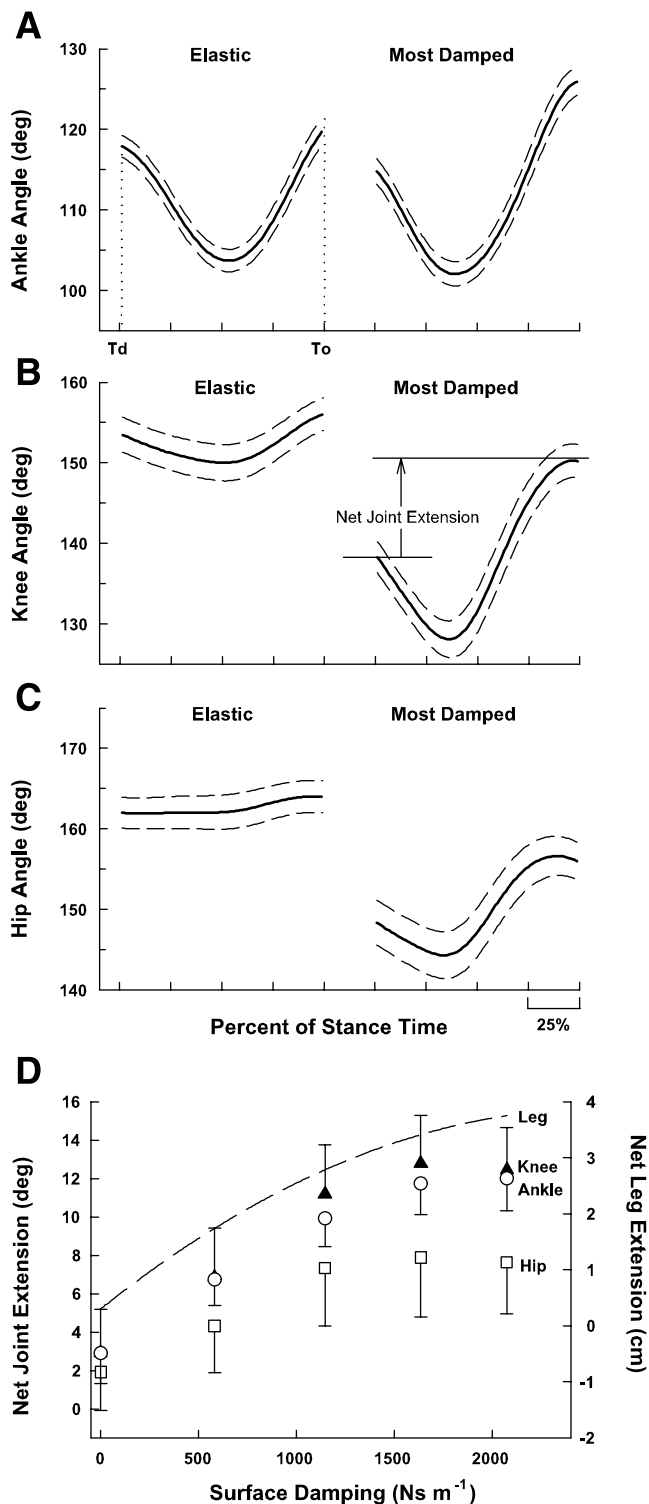 A
Elastic
Most Damped
Ankle Angle (deg)
130
120
110
100
Td
To
B
Elastic
Most Damped
Knee Angle (deg)
160
150
140
130
Net Joint Extension
C
Elastic
Most Damped
Hip Angle (deg)
170
160
150
140
Percent of Stance Time
25%
D
Net Joint Extension (deg)
16
14
12
10
8
6
4
2
0
Leg
Knee
Ankle
Hip
4
3
2
1
0
-1
-2
Net Leg Extension (cm)
0
500
1000
1500
2000
Surface Damping (Ns m⁻¹)